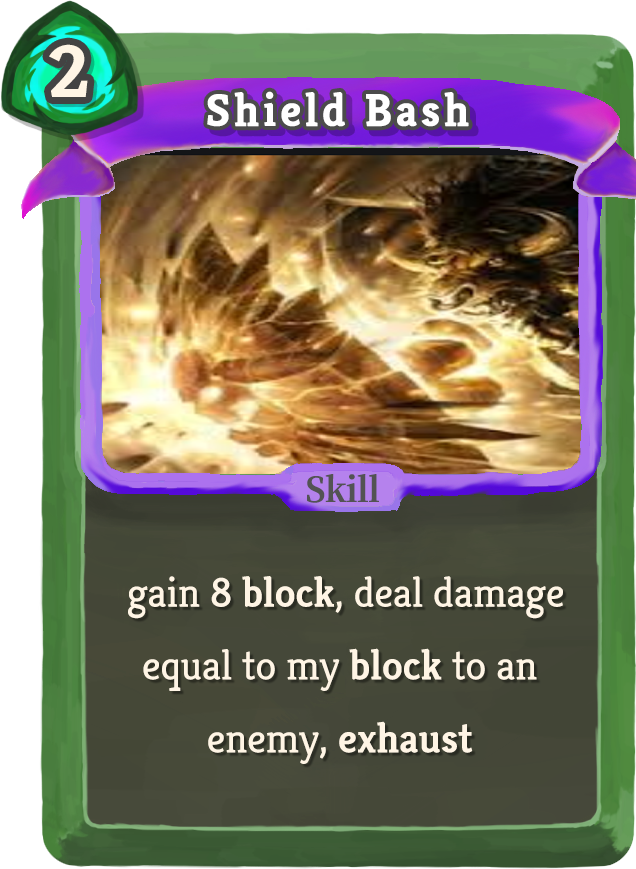 2
Shield Bash
Skill
gain 8 block, deal damage
equal to my block to an
enemy, exhaust